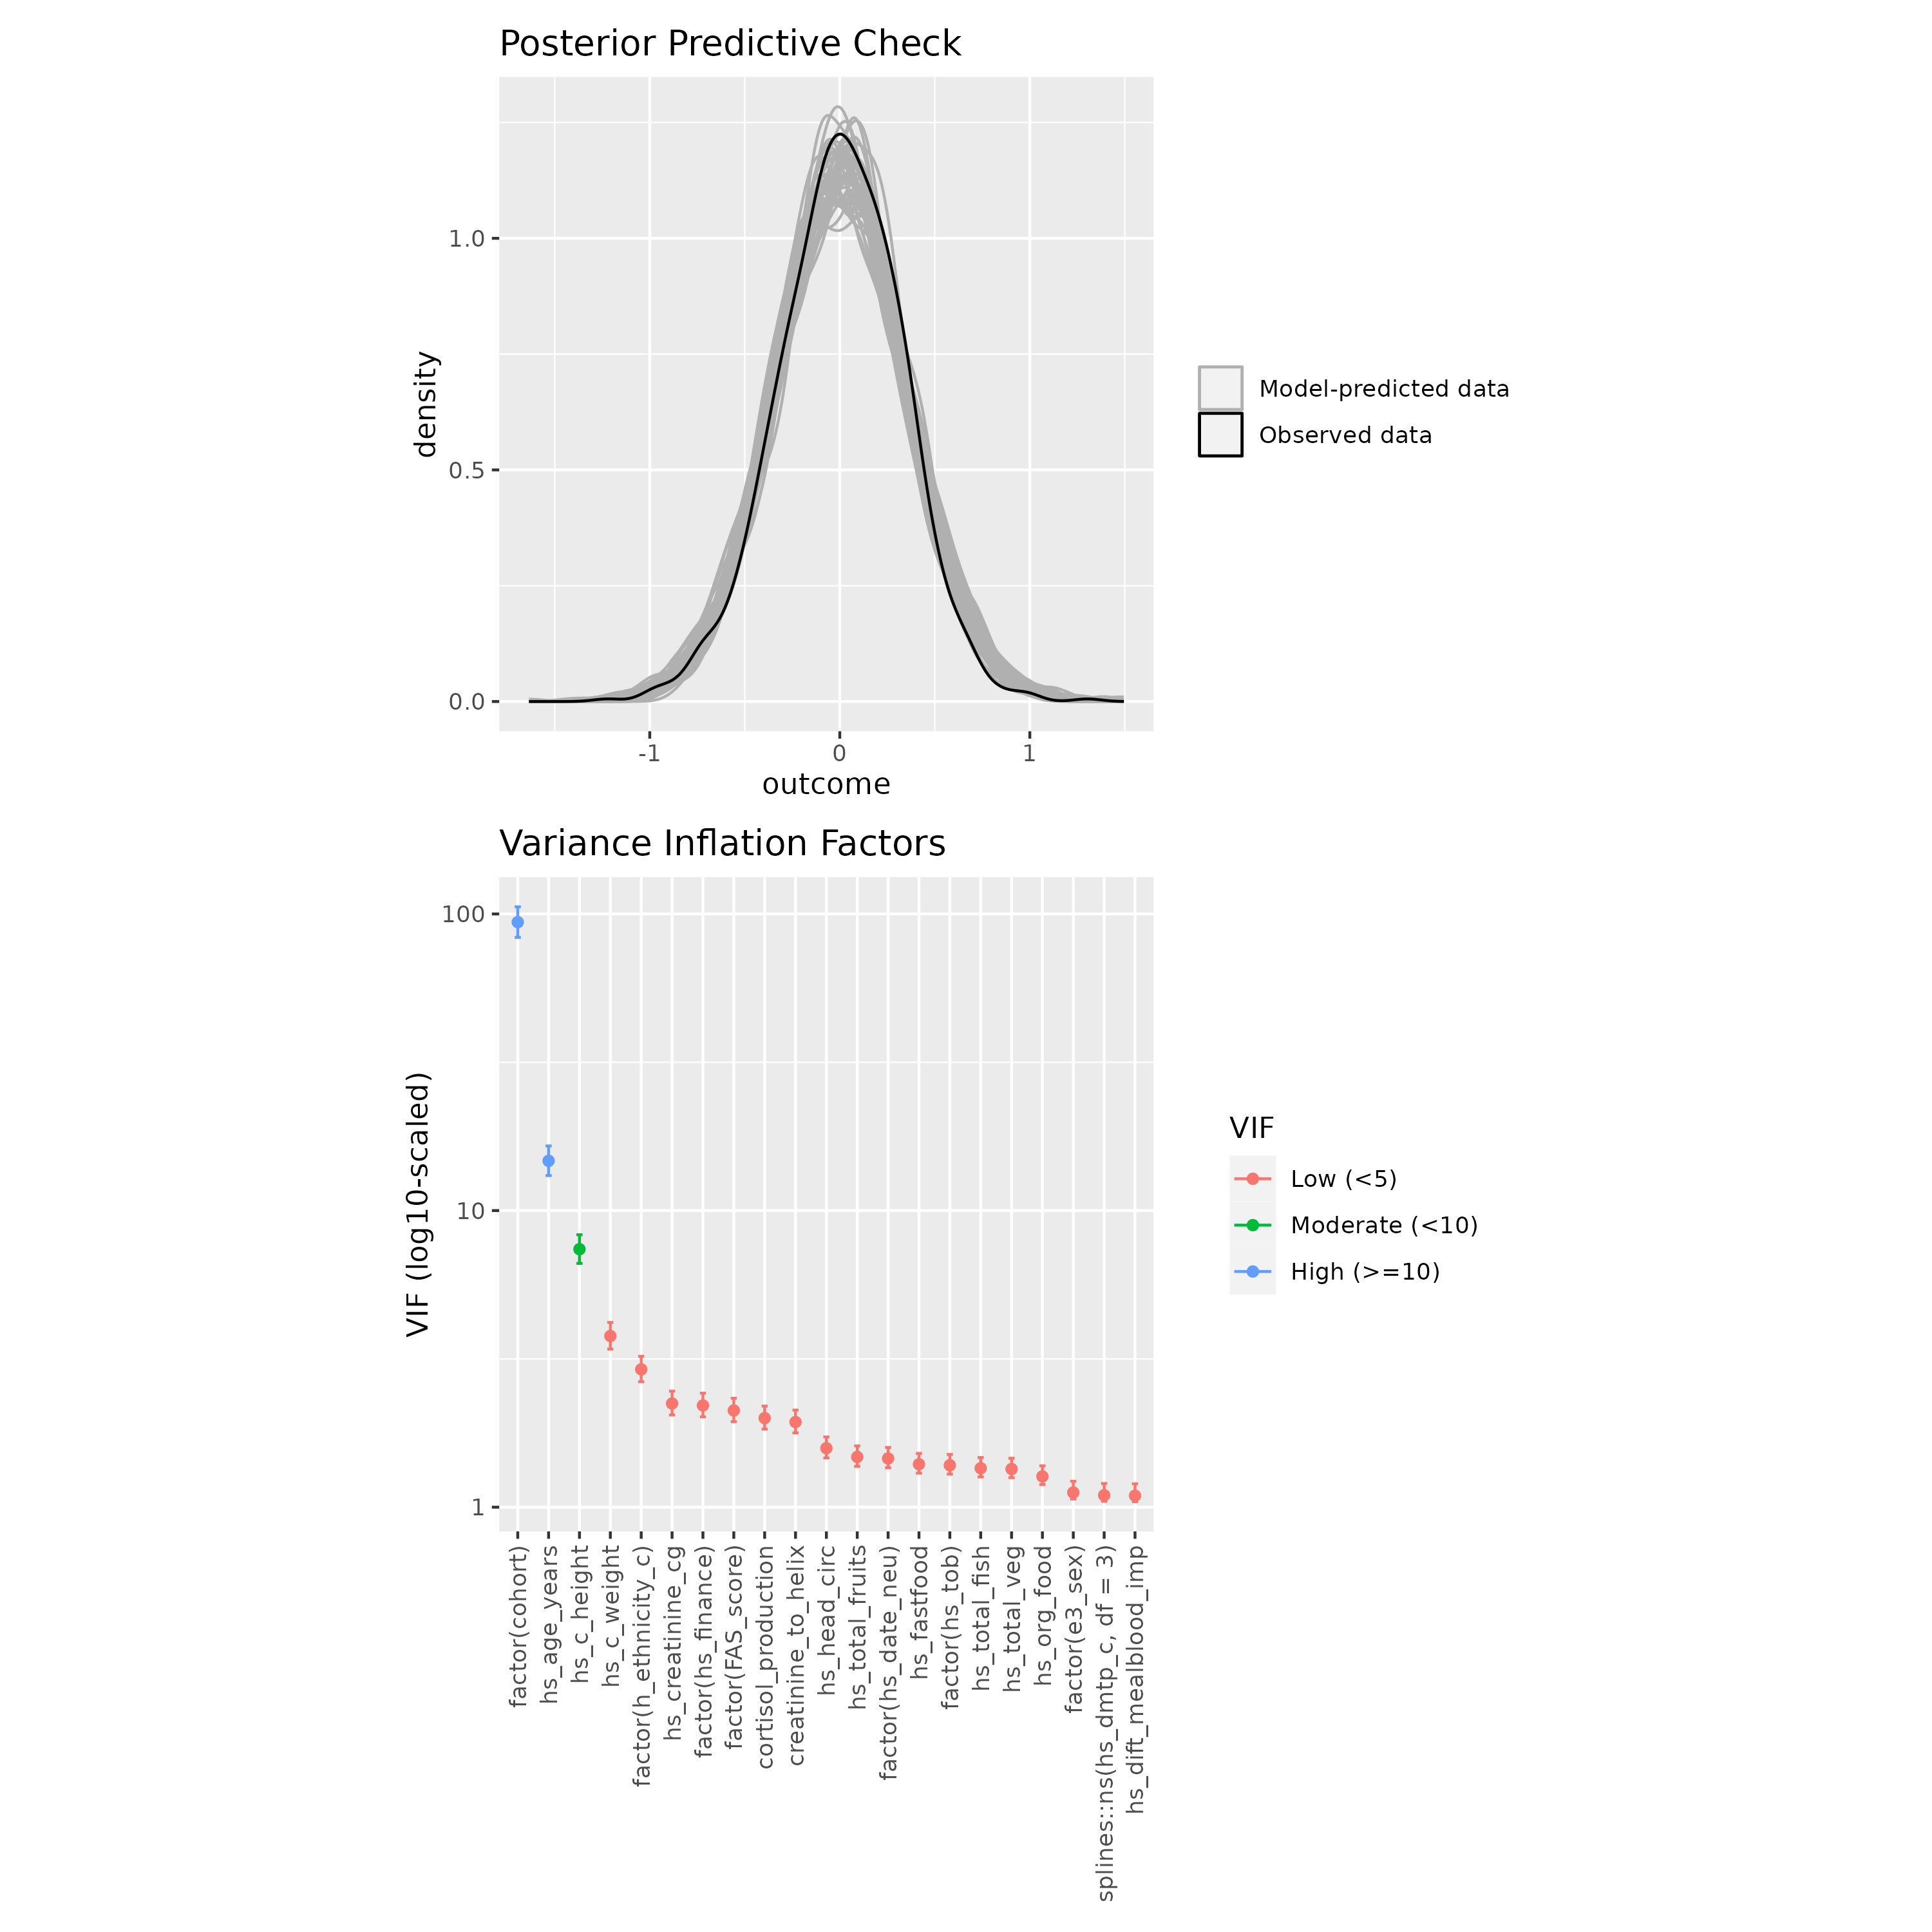 Posterior Predictive Check
density
1.0
0.5
0.0
-1
0
1
outcome
Model-predicted data
Observed data
Variance Inflation Factors
VIF (log10-scaled)
100
10
1
factor(cohort)
hs_age_years
hs_c_height
hs_c_weight
factor(h_ethnicity_c)
hs_creatinine_cg
factor(hs_finance)
factor(FAS_score)
cortisol_production
creatinine_to_helix
hs_head_circ
hs_total_fruits
factor(hs_date_neu)
hs_fastfood
factor(hs_tob)
hs_total_fish
hs_total_veg
hs_org_food
factor(e3_sex)
splines::ns(hs_dmtp_c, df = 3)
hs_dift_mealblood_imp
VIF
Low (<5)
Moderate (<10)
High (>=10)